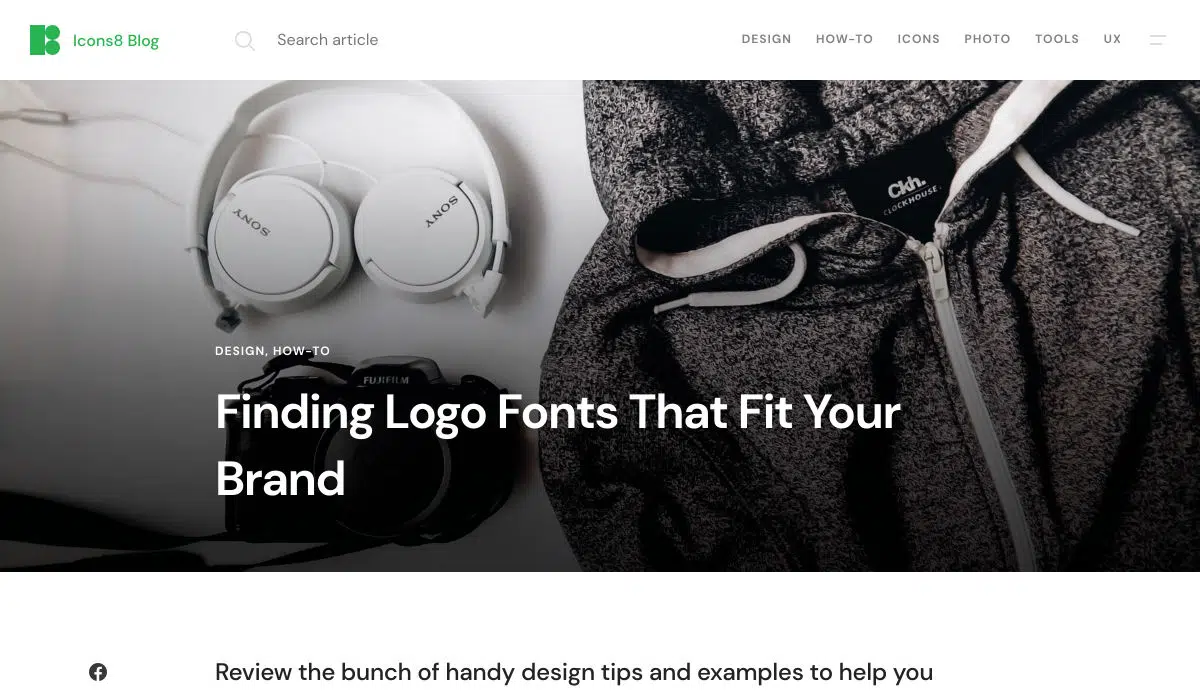 Icons8 Blog
Search article
DESIGN
HOW-TO
ICONS
PHOTO
TOOLS
UX
SONY
SONY
Ckh.
CLOCKHOUSE
DESIGN, HOW-TO
FUJIFILM
Finding Logo Fonts That Fit Your
Brand
Review the bunch of handy design tips and examples to help you